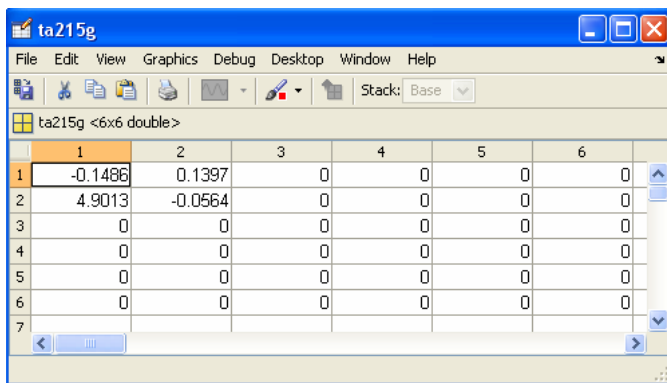 ta215g
File Edit View Graphics Debug Desktop Window Help
Stack: Base
ta215g <6x6 double>
1 2 3 4 5 6
1 -0.1486 0.1397 0 0 0 0
2 4.9013 -0.0564 0 0 0 0
3 0 0 0 0 0 0
4 0 0 0 0 0 0
5 0 0 0 0 0 0
6 0 0 0 0 0 0
7